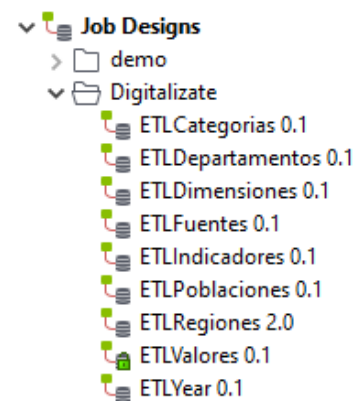 Job Designs
demo
Digitalizate
ETLCategorias 0.1
ETLDepartamentos 0.1
ETLDimensiones 0.1
ETLFuentes 0.1
ETLIndicadores 0.1
ETLPoblaciones 0.1
ETLRegiones 2.0
ETLValores 0.1
ETLYear 0.1